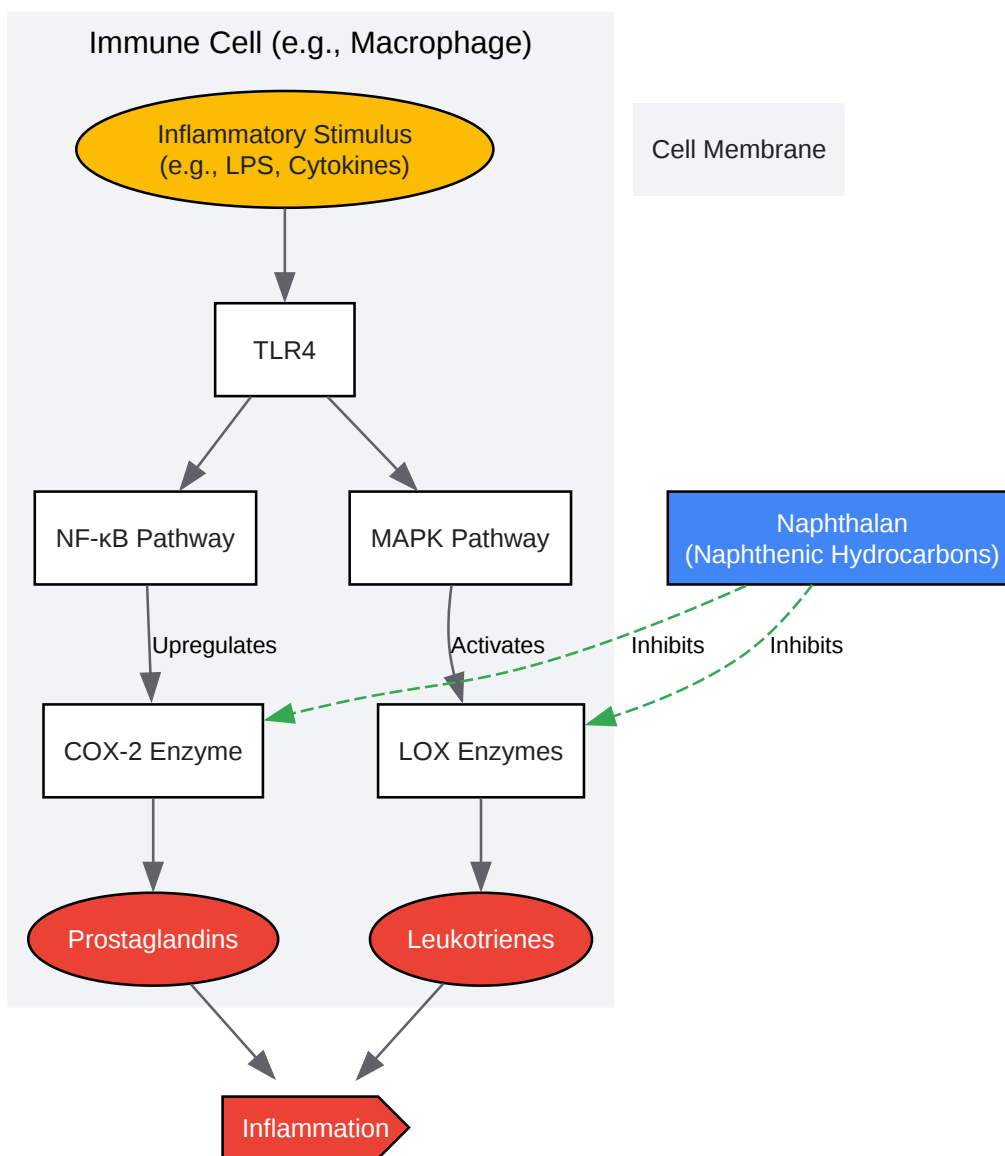 Immune Cell (e.g., Macrophage)
Inflammatory Stimulus
(e.g., LPS, Cytokines)
Cell Membrane
TLR4
NF-κB Pathway
MAPK Pathway
Naphthalan
(Naphthenic Hydrocarbons)
Upregulates
Activates
Inhibits
Inhibits
COX-2 Enzyme
LOX Enzymes
Prostaglandins
Leukotrienes
Inflammation